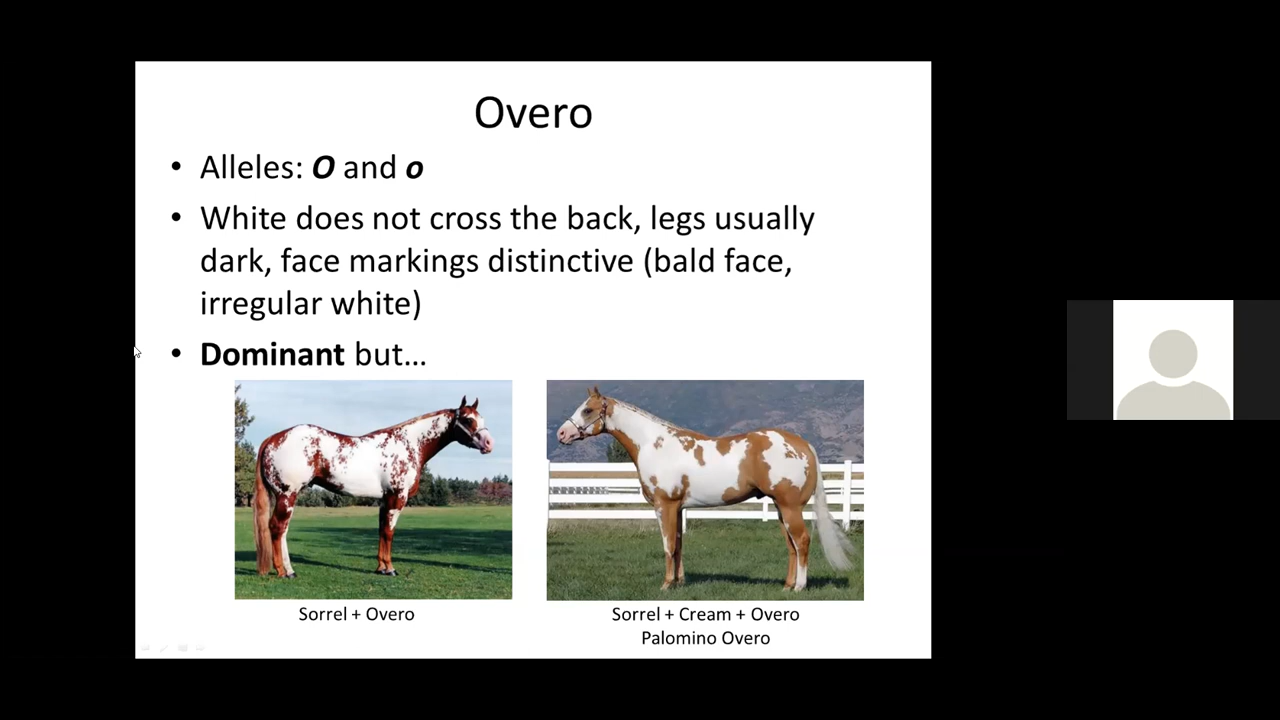 Overo
• Alleles: O and o
• White does not cross the back, legs usually
dark, face markings distinctive (bald face,
irregular white)
• Dominant but...
Sorrel + Overo
Sorrel + Cream + Overo
Palomino Overo